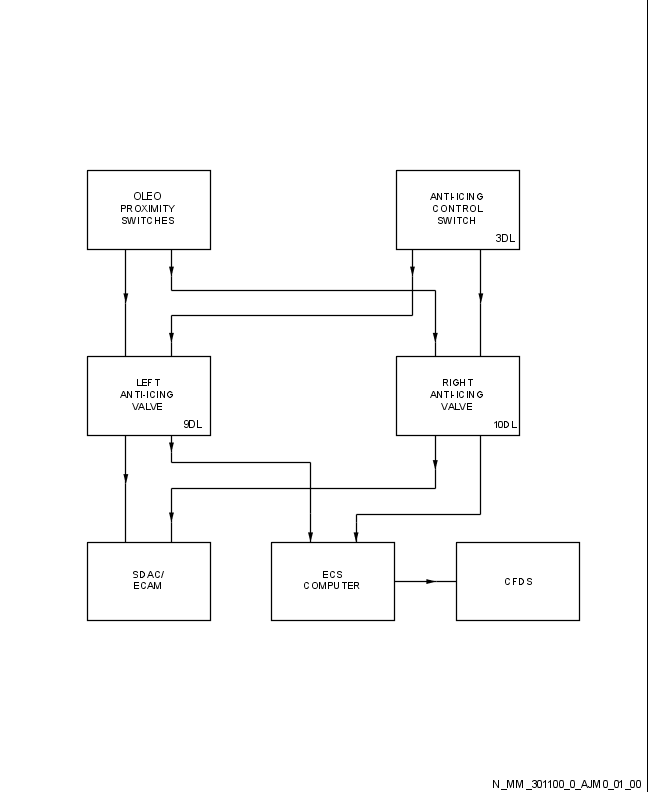 OLEO
PROXIMITY
SWITCHES
ANTI-ICING
CONTROL
SWITCH
3DL
LEFT
ANTI-ICING
VALVE
9DL
RIGHT
ANTI-ICING
VALVE
10DL
SDAC/
ECAM
ECS
COMPUTER
CFDS
N_MM_301100_0_AJM0_01_00